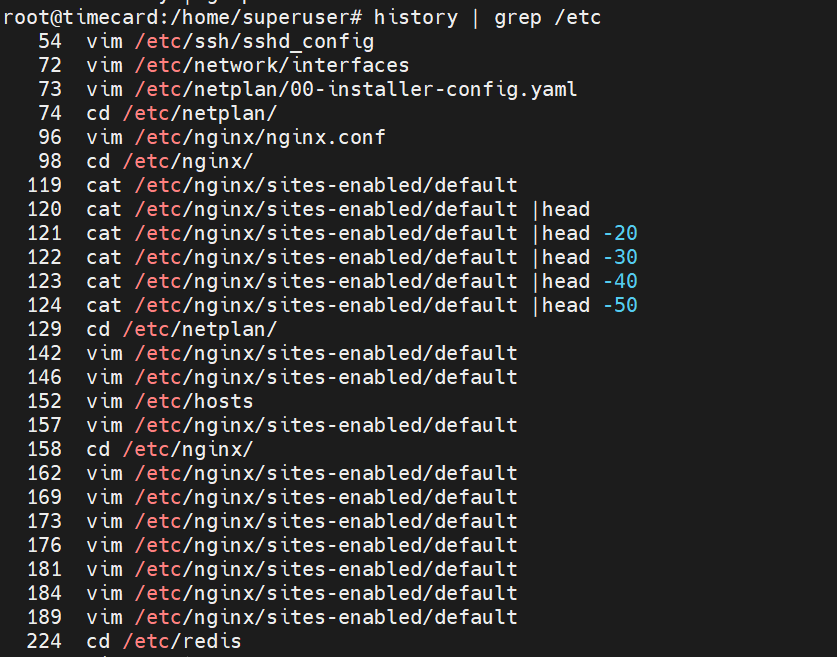 root@timecard:/home/superuser# history | grep /etc
54 vim /etc/ssh/sshd_config
72 vim /etc/network/interfaces
73 vim /etc/netplan/00-installer-config.yaml
74 cd /etc/netplan/
96 vim /etc/nginx/nginx.conf
98 cd /etc/nginx/
119 cat /etc/nginx/sites-enabled/default
120 cat /etc/nginx/sites-enabled/default |head
121 cat /etc/nginx/sites-enabled/default |head -20
122 cat /etc/nginx/sites-enabled/default |head -30
123 cat /etc/nginx/sites-enabled/default |head -40
124 cat /etc/nginx/sites-enabled/default |head -50
129 cd /etc/netplan/
142 vim /etc/nginx/sites-enabled/default
146 vim /etc/nginx/sites-enabled/default
152 vim /etc/hosts
157 vim /etc/nginx/sites-enabled/default
158 cd /etc/nginx/
162 vim /etc/nginx/sites-enabled/default
169 vim /etc/nginx/sites-enabled/default
173 vim /etc/nginx/sites-enabled/default
176 vim /etc/nginx/sites-enabled/default
181 vim /etc/nginx/sites-enabled/default
184 vim /etc/nginx/sites-enabled/default
189 vim /etc/nginx/sites-enabled/default
224 cd /etc/redis